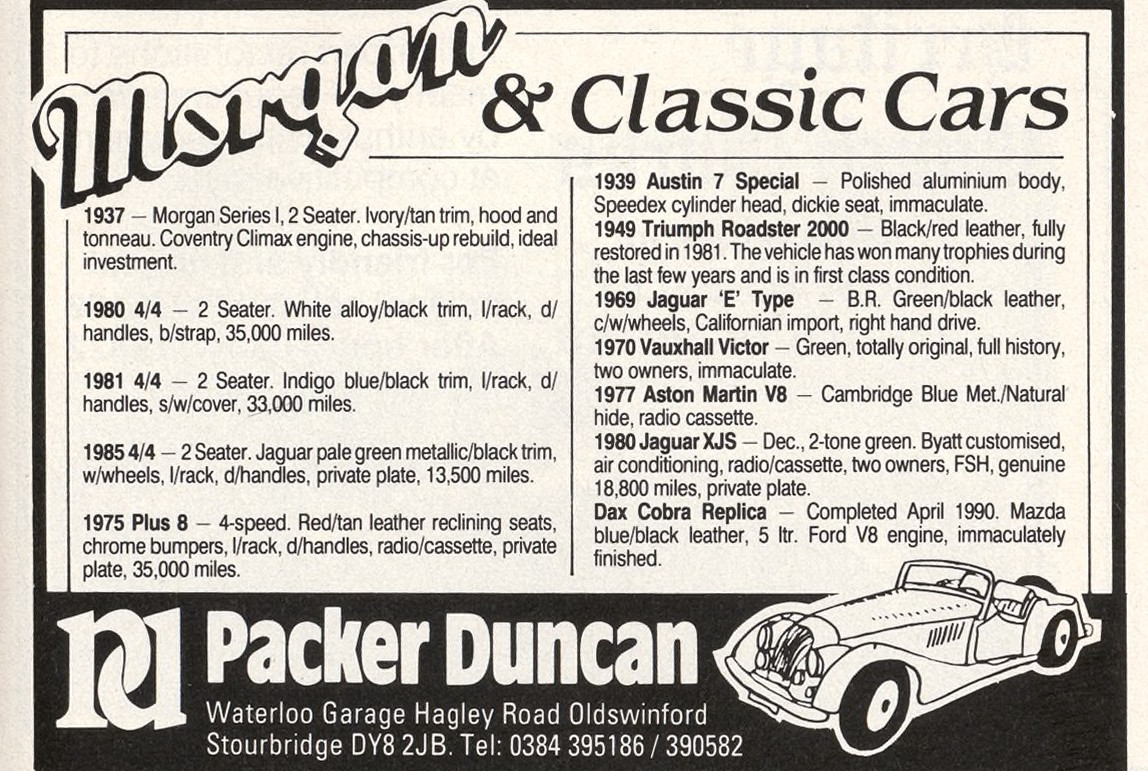 Morgan & Classic Cars
1937 — Morgan Series I, 2 Seater. Ivory/tan trim, hood and
tonneau. Coventry Climax engine, chassis-up rebuild, ideal
investment.
1980 4/4 — 2 Seater. White alloy/black trim, l/rack, d/
handles, b/strap, 35,000 miles.
1981 4/4 — 2 Seater. Indigo blue/black trim, l/rack, d/
handles, s/w/cover, 33,000 miles.
1985 4/4 — 2 Seater. Jaguar pale green metallic/black trim,
w/wheels, l/rack, d/handles, private plate, 13,500 miles.
1975 Plus 8 — 4-speed. Red/tan leather reclining seats,
chrome bumpers, l/rack, d/handles, radio/cassette, private
plate, 35,000 miles.
1939 Austin 7 Special — Polished aluminium body,
Speedex cylinder head, dickie seat, immaculate.
1949 Triumph Roadster 2000 — Black/red leather, fully
restored in 1981. The vehicle has won many trophies during
the last few years and is in first class condition.
1969 Jaguar ‘E’ Type — B.R. Green/black leather,
c/w/wheels, Californian import, right hand drive.
1970 Vauxhall Victor — Green, totally original, full history,
two owners, immaculate.
1977 Aston Martin V8 — Cambridge Blue Met./Natural
hide, radio cassette.
1980 Jaguar XJS — Dec., 2-tone green. Byatt customised,
air conditioning, radio/cassette, two owners, FSH, genuine
18,800 miles, private plate.
Dax Cobra Replica — Completed April 1990. Mazda
blue/black leather, 5 ltr. Ford V8 engine, immaculately
finished.
Packer Duncan
Waterloo Garage Hagley Road Oldswinford
Stourbridge DY8 2JB. Tel: 0384 395186 / 390582